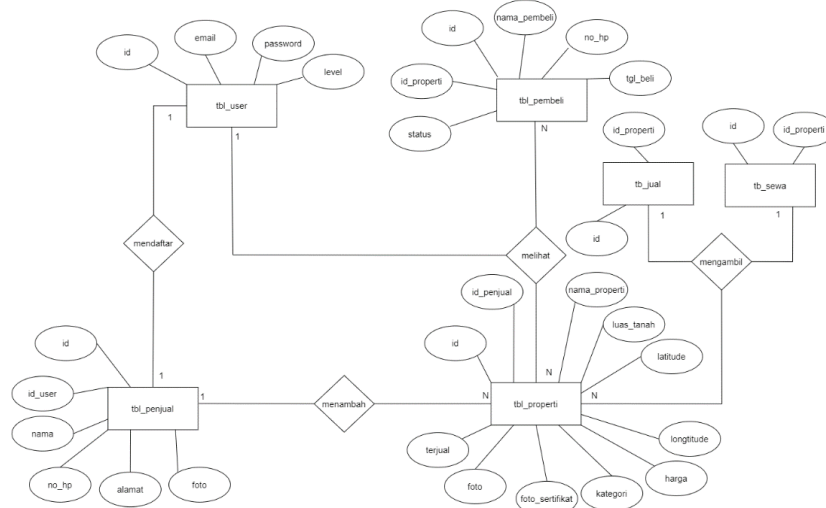 nama_pembeli
email
id
no_hp
password
id
level
tgl_beli
id_properti
tbl_user
tbl_pembeli
1
1
N
status
id_properti
id
id_properti
tb_jual
tb_sewa
1
1
id
mendaftar
melihat
mengambil
id_penjual
nama_properti
luas_tanah
id
id
latitude
1
N
id_user
tbl_penjual
1
menambah
N
tbl_properti
N
nama
longtitude
terjual
harga
no_hp
alamat
foto
foto
foto_sertifikat
kategori